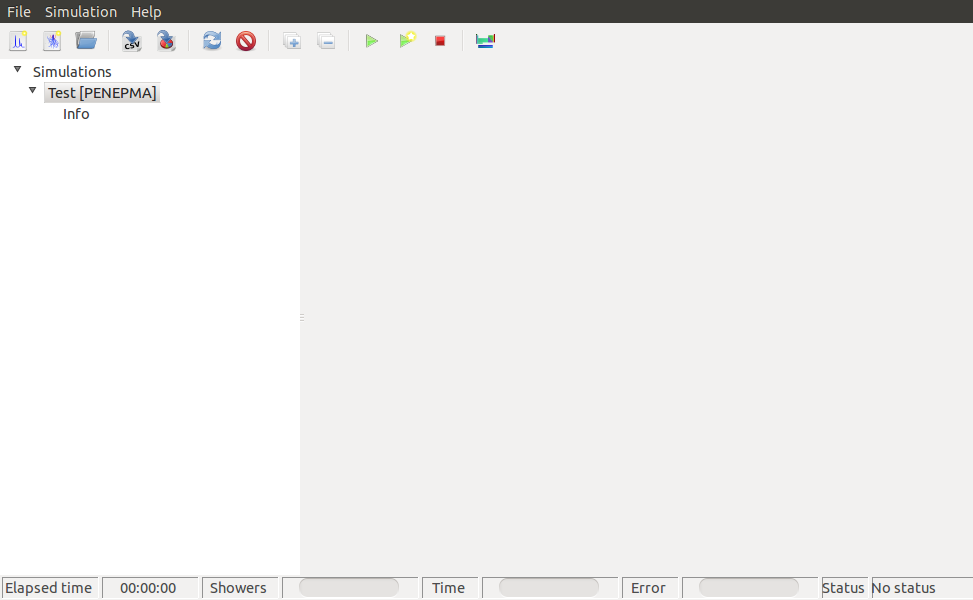 File Simulation Help
CSV
Simulations
Test [PENEPMA]
Info
Elapsed time 00:00:00 Showers Time Error Status No status